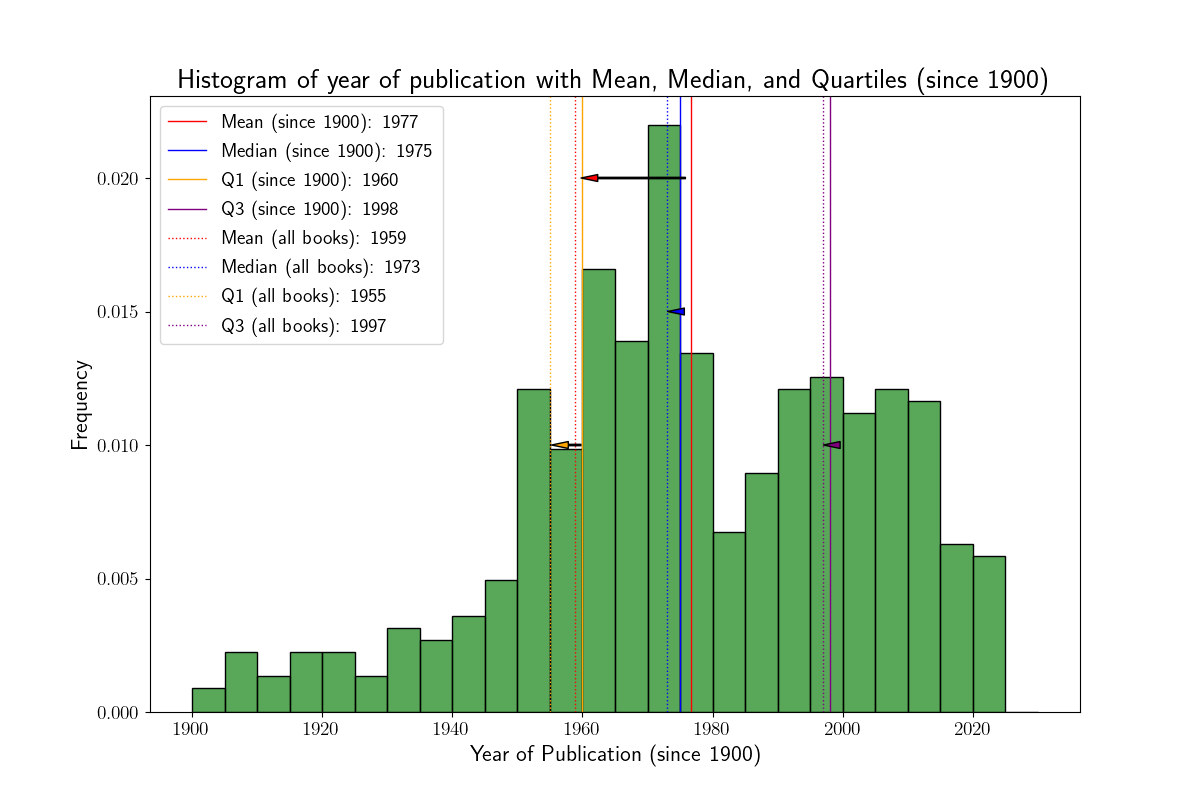 Histogram of year of publication with Mean, Median, and Quartiles (since 1900)
Mean (since 1900): 1977
Median (since 1900): 1975
Q1 (since 1900): 1960
Q3 (since 1900): 1998
Mean (all books): 1959
Median (all books): 1973
Q1 (all books): 1955
Q3 (all books): 1997
Frequency
0.020
0.015
0.010
0.005
0.000
1900 1920 1940 1960 1980 2000 2020
Year of Publication (since 1900)